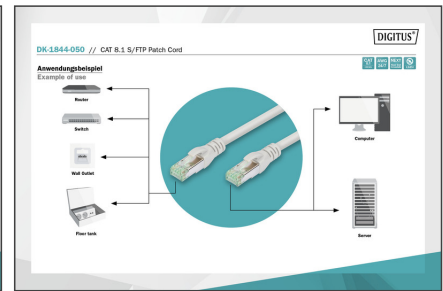 DIGITUS®
DK-1844-050 // CAT 8.1 S/FTP Patch Cord
Anwendungsbeispiel
Example of use
Router
Switch
Wall Outlet
Floor tank
Computer
Server